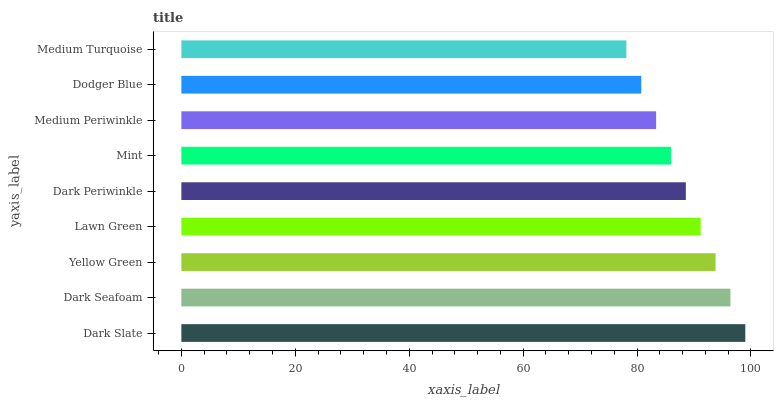 title
Medium Turquoise
Dodger Blue
Medium Periwinkle
Mint
Dark Periwinkle
Lawn Green
Yellow Green
Dark Seafoam
Dark Slate
yaxis_label
0 20 40 60 80 100
xaxis_label